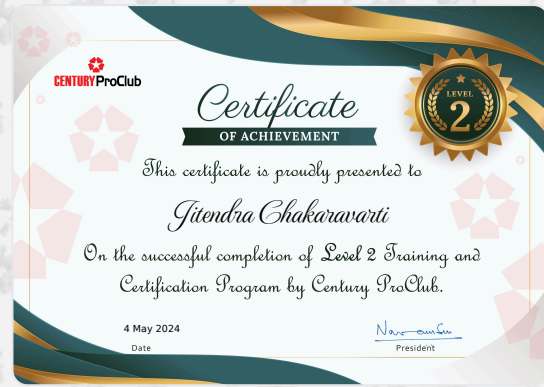 CENTURY ProClub
Certificate
OF ACHIEVEMENT
LEVEL
2
This certificate is proudly presented to
Jitendra Chakaravarti
On the successful completion of Level 2 Training and
Certification Program by Century ProClub.
4 May 2024
Date
President